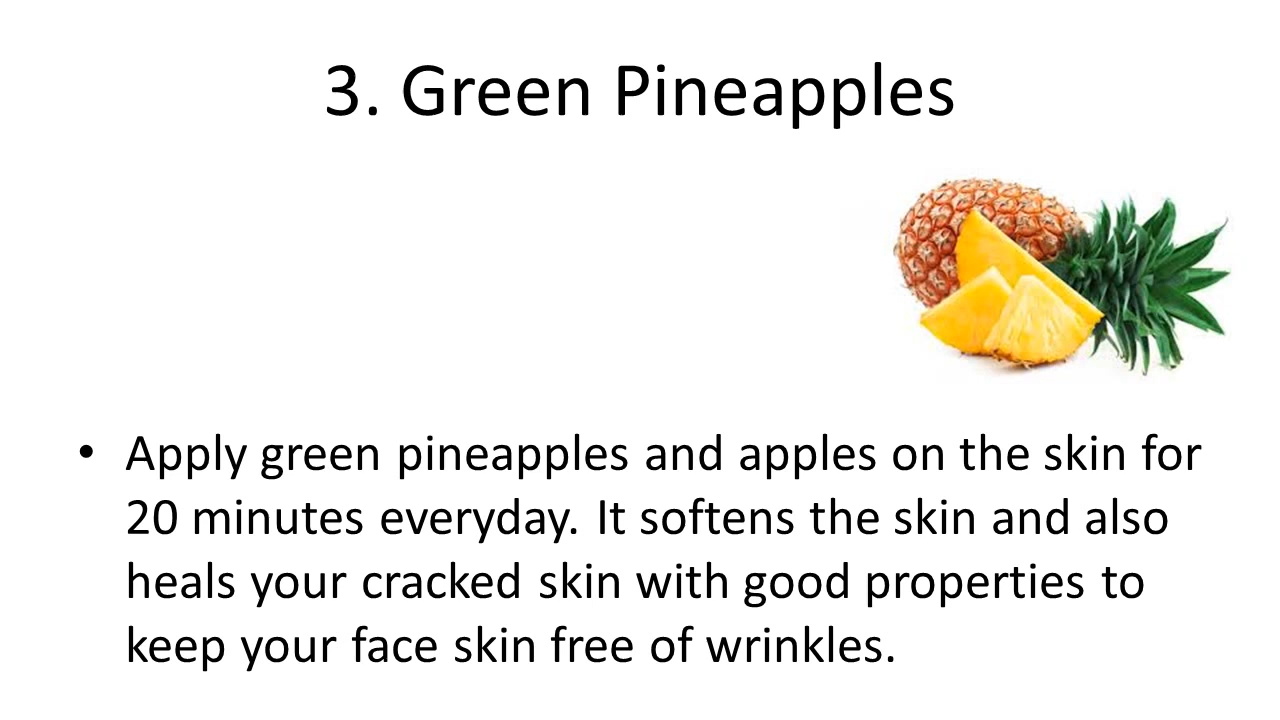 3. Green Pineapples
• Apply green pineapples and apples on the skin for
20 minutes everyday. It softens the skin and also
heals your cracked skin with good properties to
keep your face skin free of wrinkles.